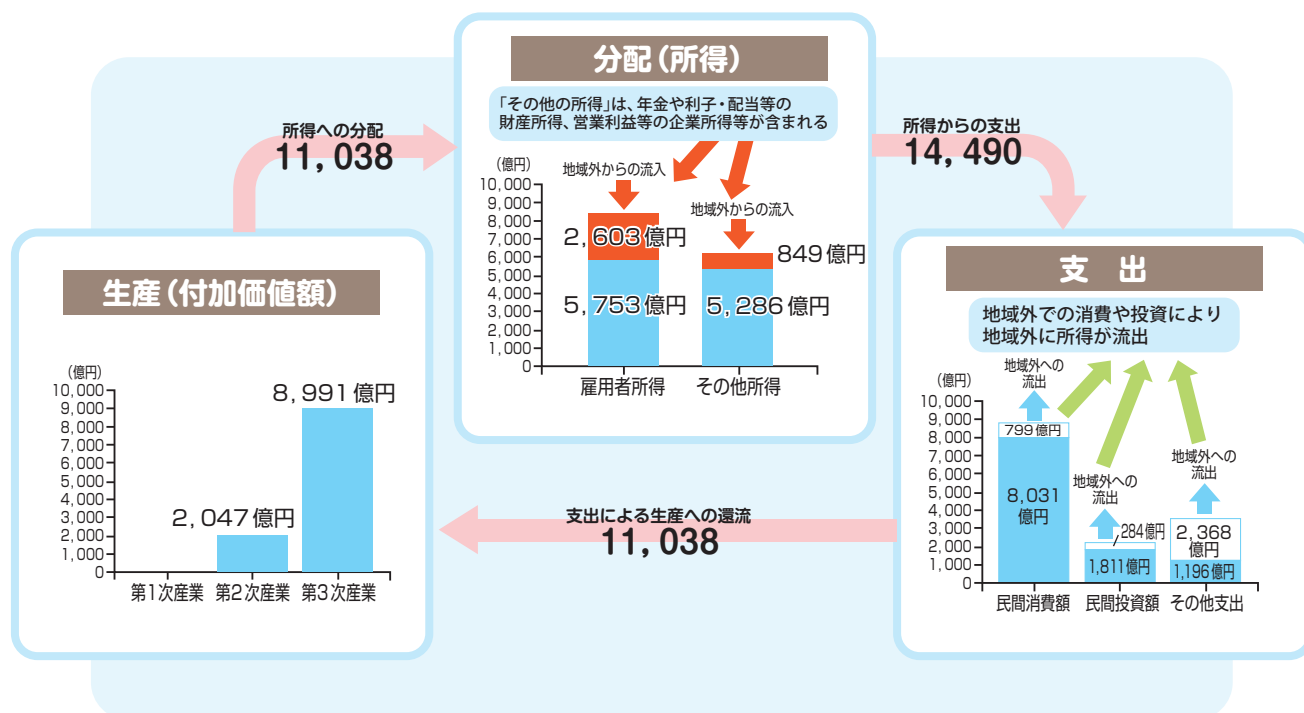 分配(所得)
「その他の所得」は、年金や利子・配当等の
財産所得、営業利益等の企業所得等が含まれる
所得への分配
11,038
所得からの支出
14,490
(億円)
10,000
9,000
8,000
7,000
6,000
5,000
4,000
3,000
2,000
1,000
0
地域外からの流入
地域外からの流入
2,603億円
849億円
5,753億円
5,286億円
雇用者所得
その他所得
生産(付加価値額)
(億円)
10,000
9,000
8,000
7,000
6,000
5,000
4,000
3,000
2,000
1,000
0
8,991億円
2,047億円
第1次産業
第2次産業
第3次産業
支出による生産への還流
11,038
支 出
地域外での消費や投資により
地域外に所得が流出
(億円)
10,000
9,000
8,000
7,000
6,000
5,000
4,000
3,000
2,000
1,000
0
地域外への
流出
799億円
8,031
億円
地域外への
流出
284億円
1,811億円
地域外への
流出
2,368
億円
1,196億円
民間消費額
民間投資額
その他支出